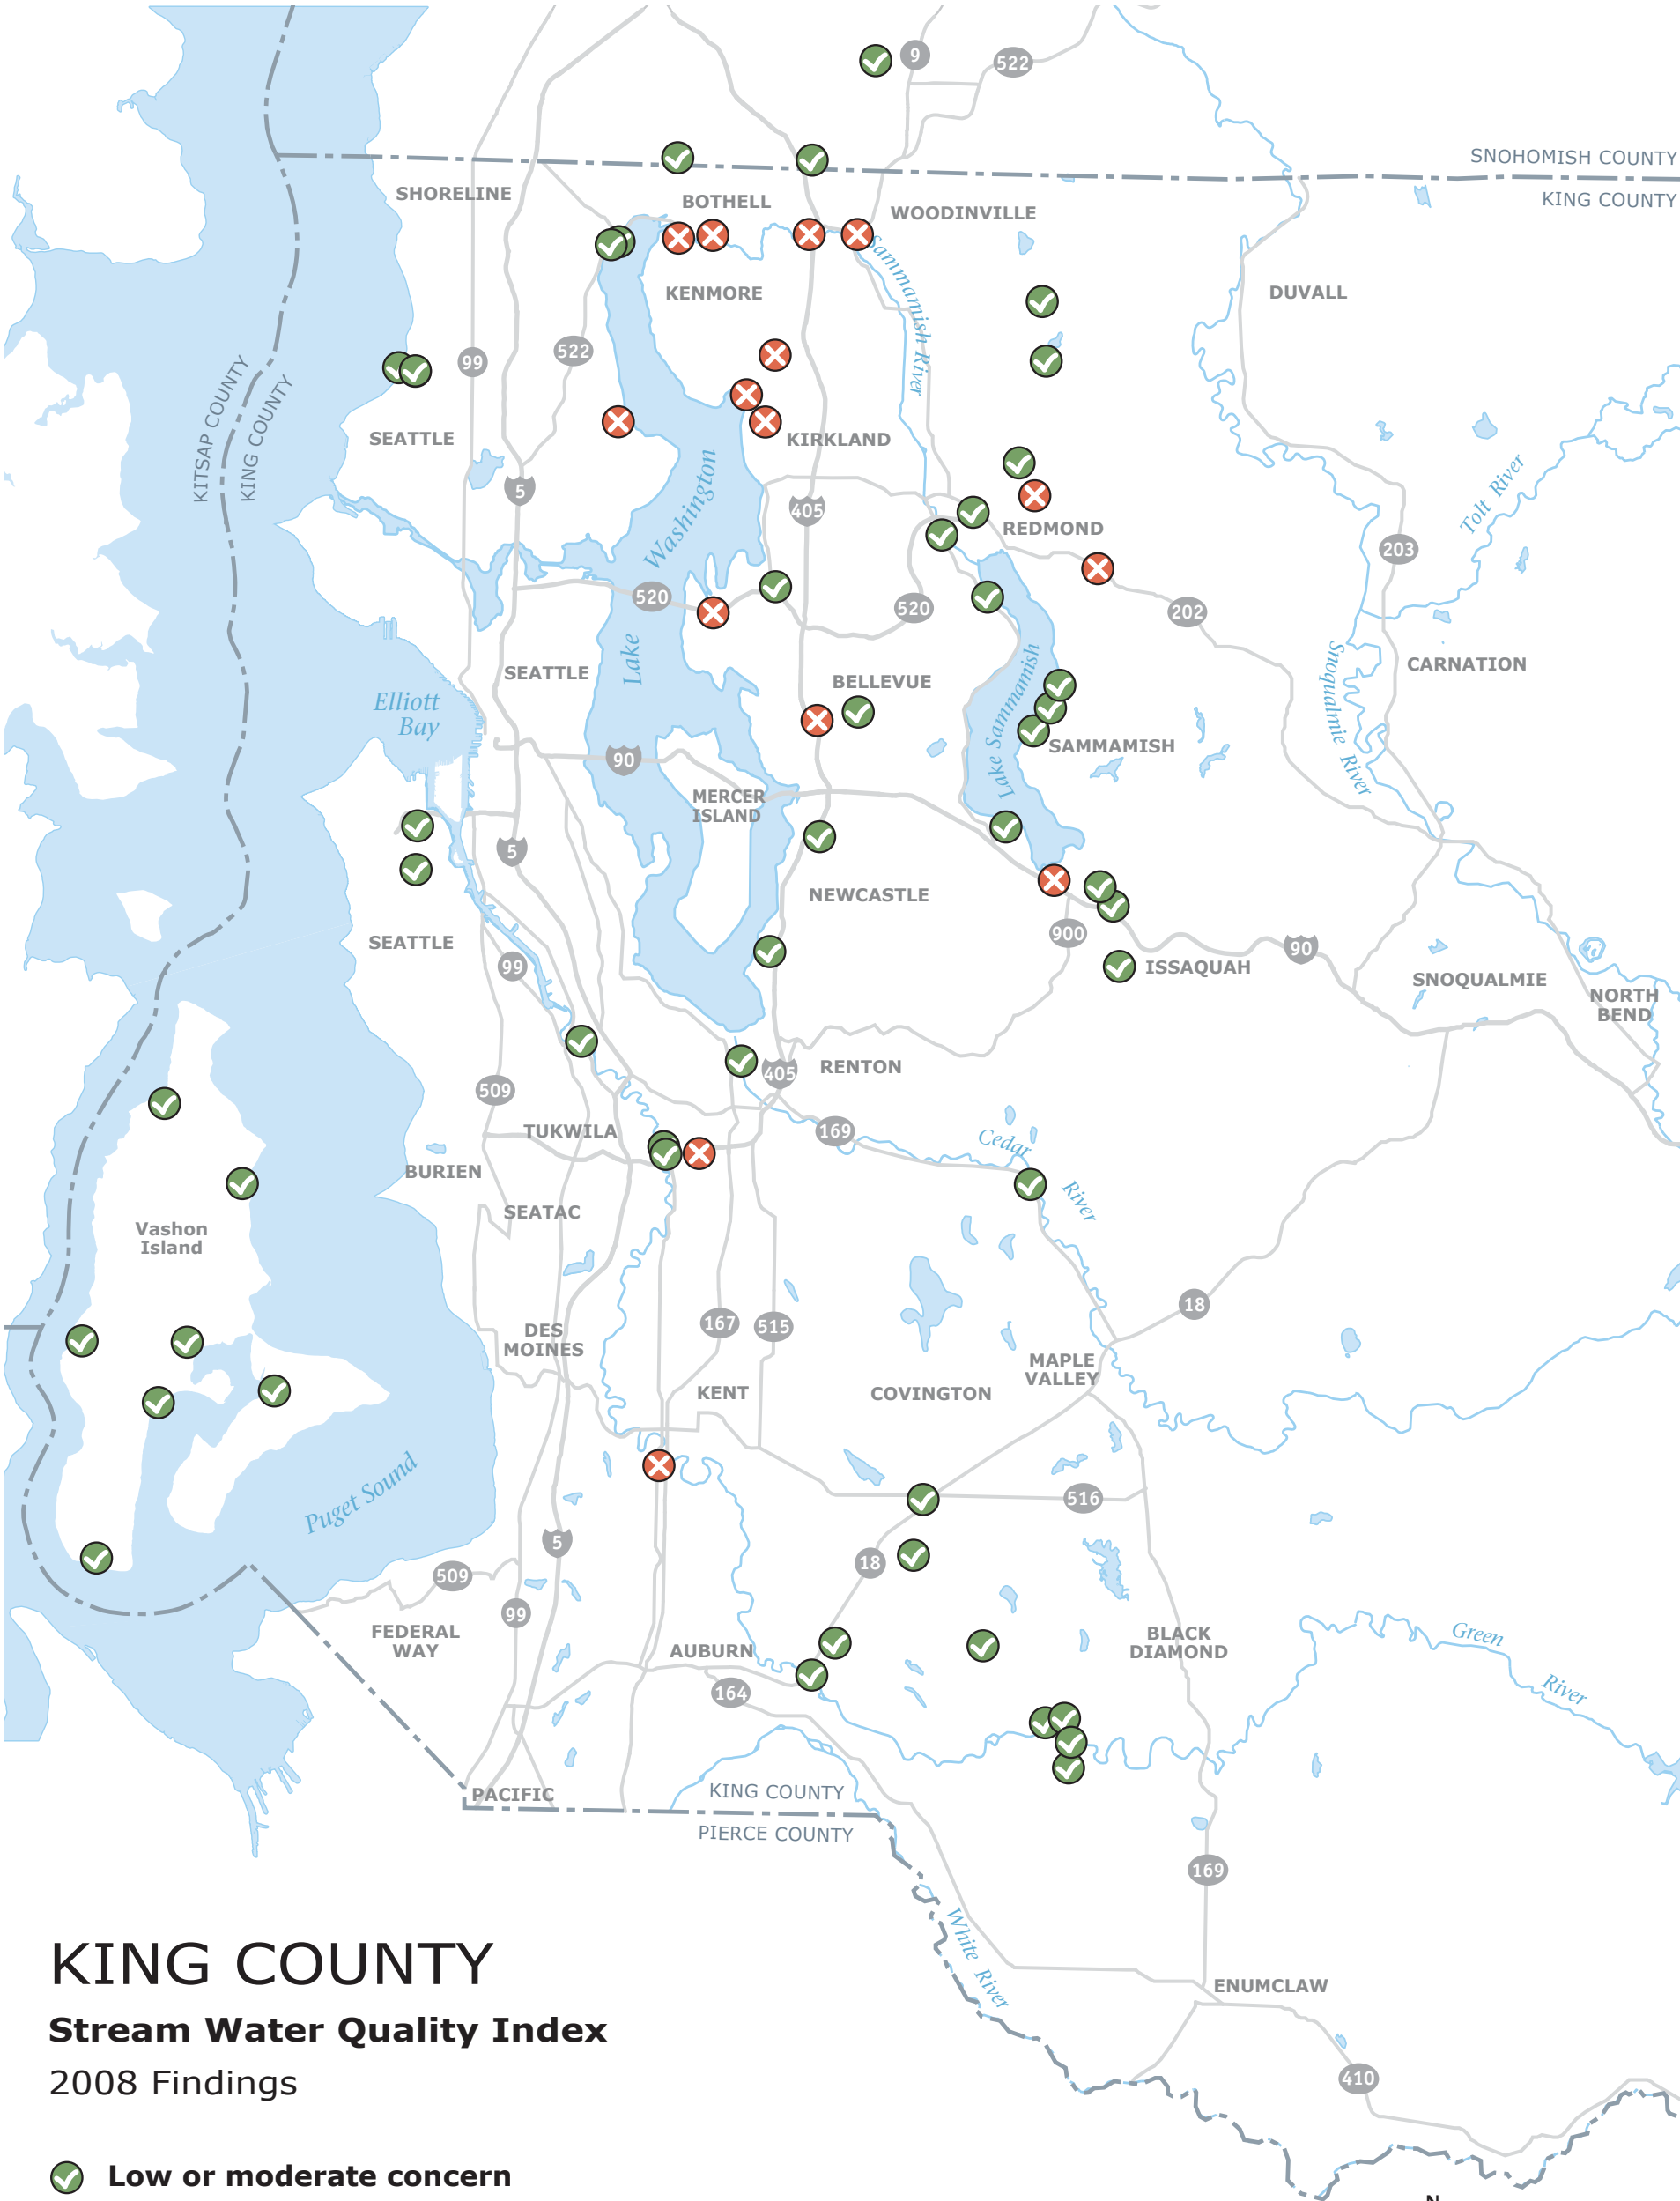 9
522
SNOHOMISH COUNTY
KING COUNTY
SHORELINE
BOTHELL
WOODINVILLE
Sammamish River
KENMORE
DUVALL
99
522
KITSAP COUNTY
KING COUNTY
SEATTLE
KIRKLAND
5
405
Washington
Tolt River
REDMOND
203
520
520
202
Lake
SEATTLE
Snoqualmie River
CARNATION
BELLEVUE
Elliott
Bay
Lake Sammamish
SAMMAMISH
90
MERCER
ISLAND
5
NEWCASTLE
SEATTLE
900
90
99
ISSAQUAH
SNOQUALMIE
NORTH
BEND
405
RENTON
509
TUKWILA
169
Cedar
River
BURIEN
SEATAC
Vashon
Island
18
167
515
DES
MOINES
MAPLE
VALLEY
KENT
COVINGTON
Puget Sound
516
5
18
509
99
FEDERAL
WAY
AUBURN
BLACK
DIAMOND
Green
River
164
PACIFIC
KING COUNTY
PIERCE COUNTY
169
White River
ENUMCLAW
410
KING COUNTY
Stream Water Quality Index
2008 Findings
Low or moderate concern